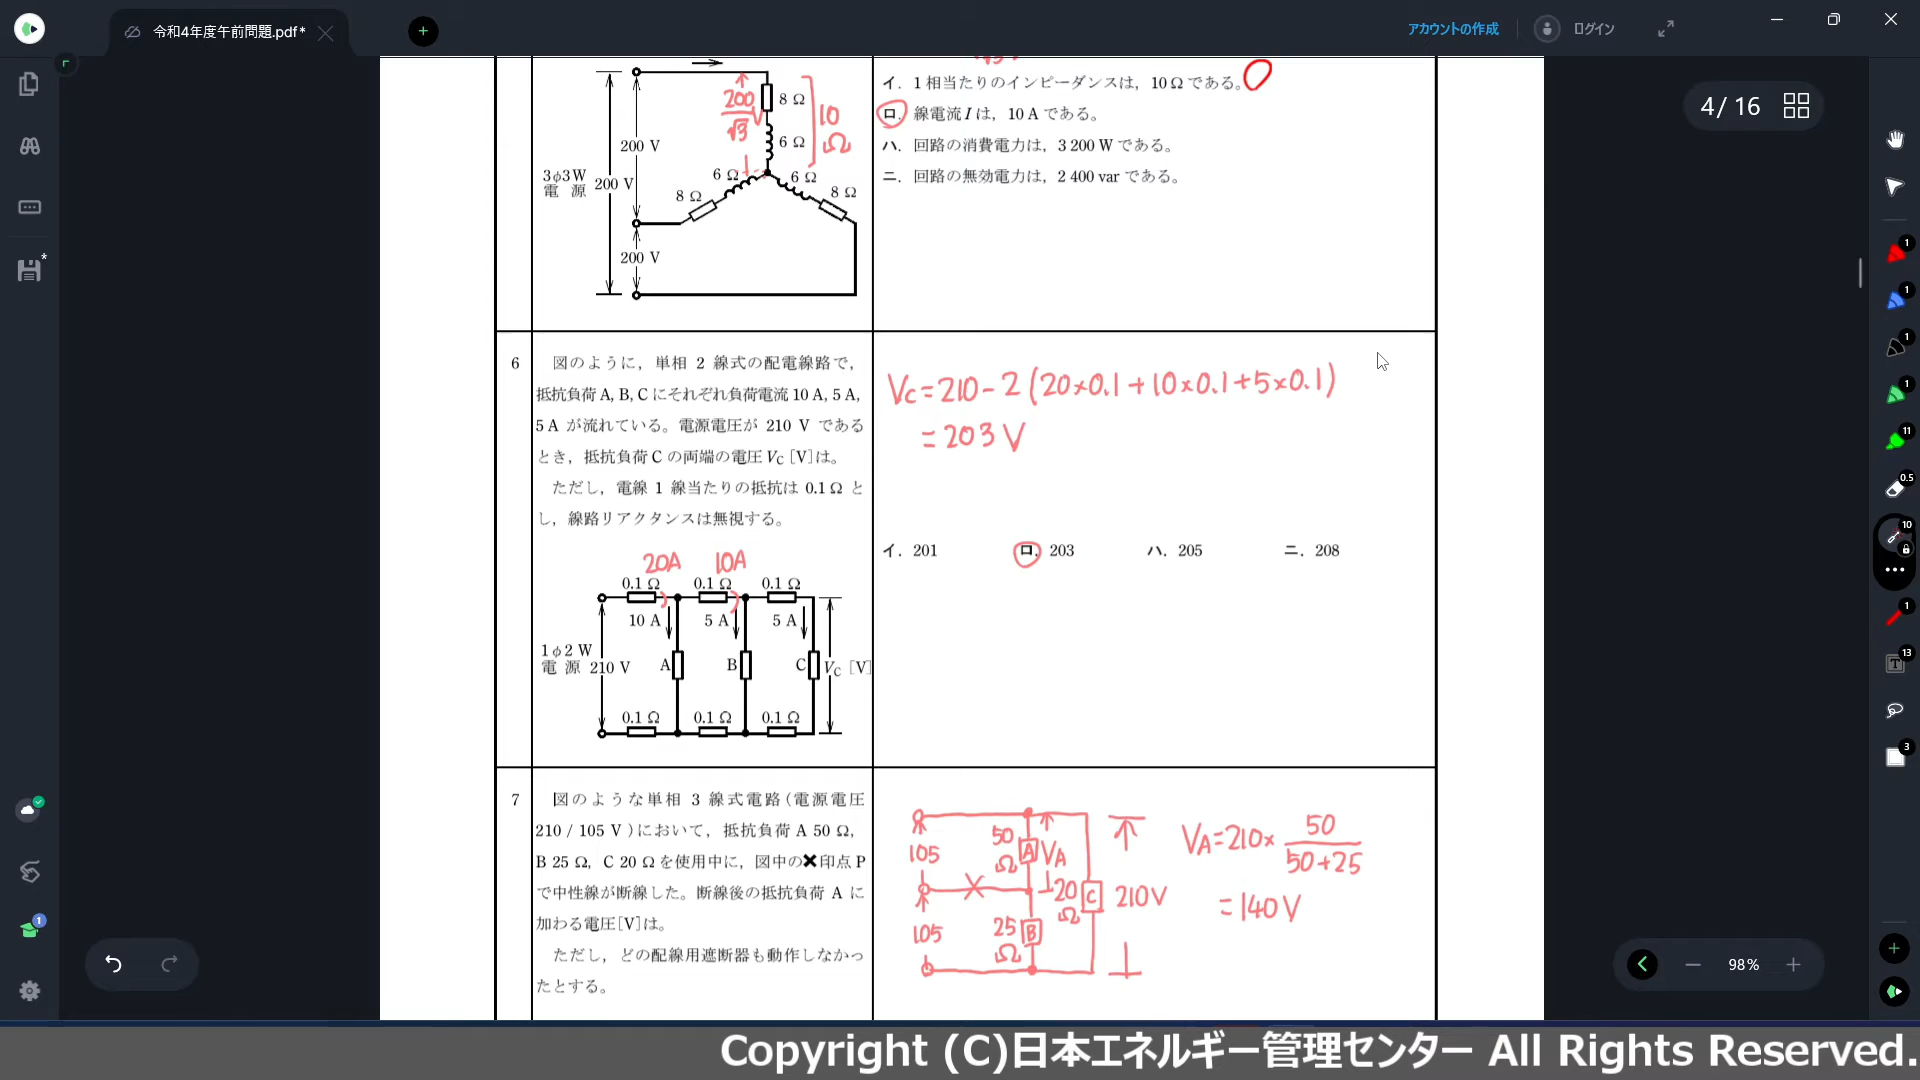 令和4年度午前問題.pdf*
アカウントの作成
ログイン
4/16
イ．1 相当たりのインピーダンスは，10 Ω である。
ロ．線電流 I は，10 A である。
ハ．回路の消費電力は，3 200 W である。
ニ．回路の無効電力は，2 400 var である。
200/√3 V
8 Ω
10 Ω
6 Ω
200 V
3φ3W
電 源 200 V
6 Ω
6 Ω
8 Ω
8 Ω
200 V
6
図のように，単相 2 線式の配電線路で，
抵抗負荷 A, B, C にそれぞれ負荷電流 10 A, 5 A,
5 A が流れている。電源電圧が 210 V である
とき，抵抗負荷 C の両端の電圧 VC [V]は。
ただし，電線 1 線当たりの抵抗は 0.1 Ω と
し，線路リアクタンスは無視する。
20A 10A
0.1 Ω 0.1 Ω 0.1 Ω
10 A 5 A 5 A
1φ2 W
電 源 210 V A B C VC [V]
0.1 Ω 0.1 Ω 0.1 Ω
Vc=210-2(20×0.1+10×0.1+5×0.1)
=203V
イ．201 ロ．203 ハ．205 ニ．208
7
図のような単相 3 線式電路(電源電圧
210 / 105 V )において，抵抗負荷 A 50 Ω，
B 25 Ω，C 20 Ω を使用中に，図中の✖印点 P
で中性線が断線した。断線後の抵抗負荷 A に
加わる電圧[V]は。
ただし，どの配線用遮断器も動作しなかっ
たとする。
105
50 Ω A VA
20 Ω C 210V
105
25 Ω B
VA=210× 50/50+25
=140V
98%
1
1
1
1
11
0.5
10
1
13
3
1
Copyright (C)日本エネルギー管理センター All Rights Reserved.